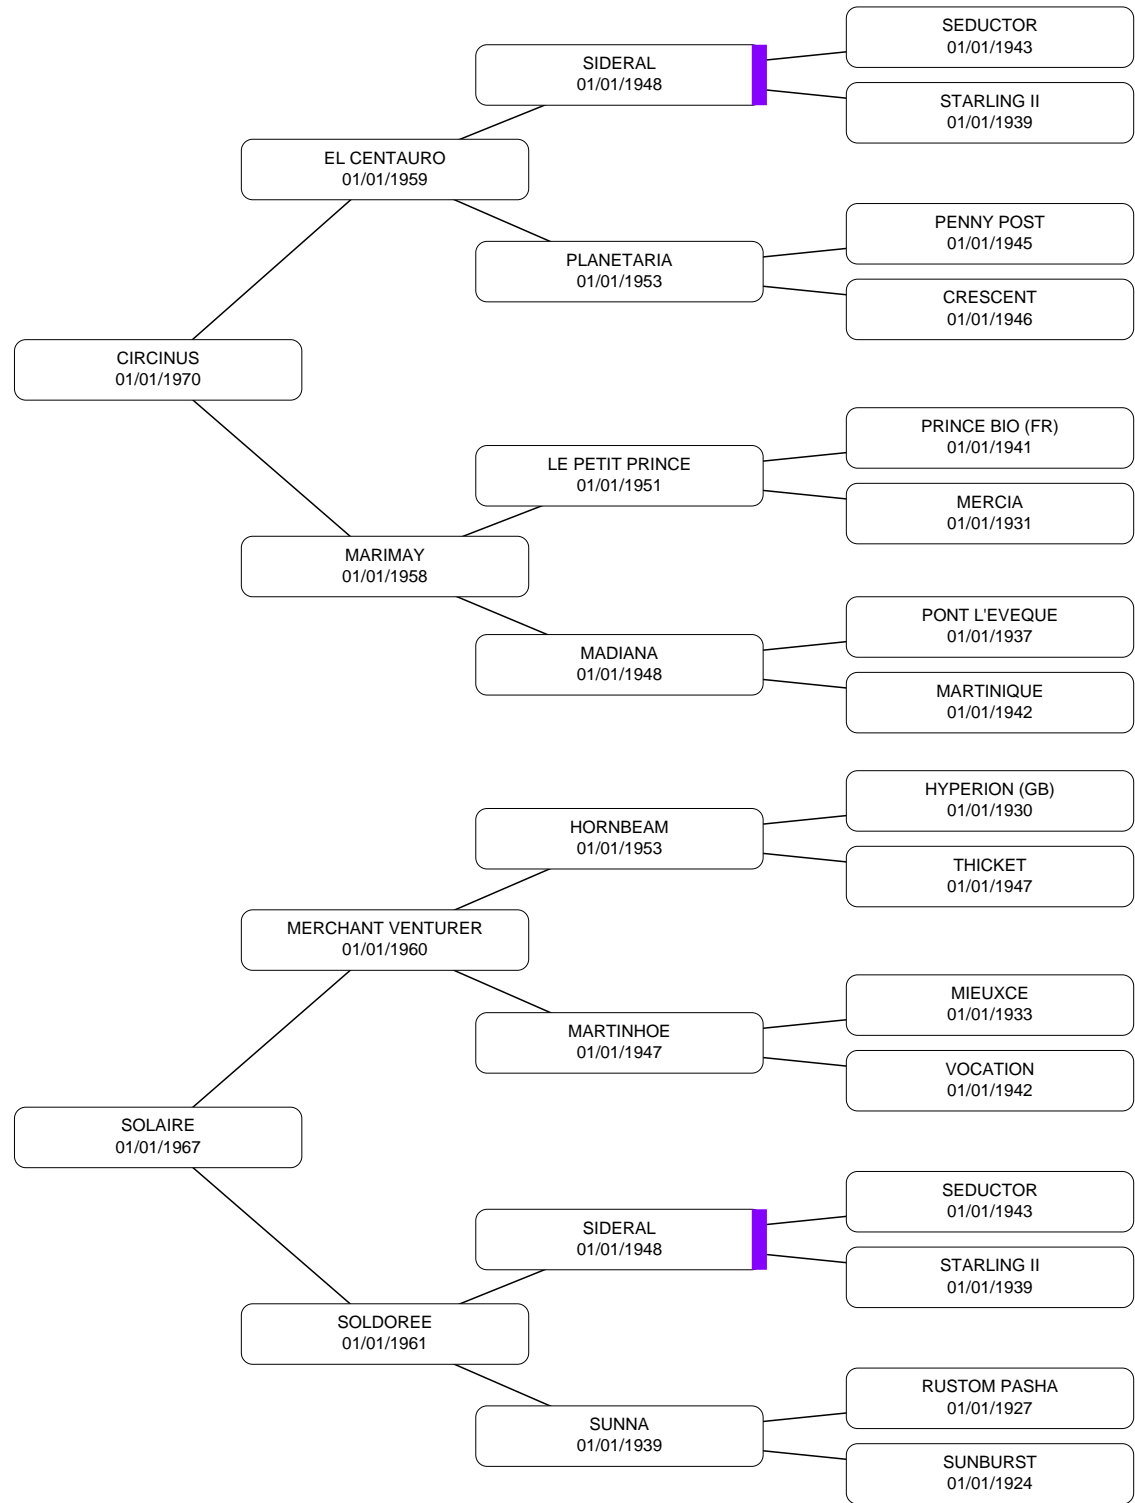 SEDUCTOR
01/01/1943
SIDERAL
01/01/1948
STARLING II
01/01/1939
EL CENTAURO
01/01/1959
PENNY POST
01/01/1945
PLANETARIA
01/01/1953
CRESCENT
01/01/1946
CIRCINUS
01/01/1970
PRINCE BIO (FR)
01/01/1941
LE PETIT PRINCE
01/01/1951
MERCIA
01/01/1931
MARIMAY
01/01/1958
PONT L'EVEQUE
01/01/1937
MADIANA
01/01/1948
MARTINIQUE
01/01/1942
HYPERION (GB)
01/01/1930
HORNBEAM
01/01/1953
THICKET
01/01/1947
MERCHANT VENTURER
01/01/1960
MIEUXCE
01/01/1933
MARTINHOE
01/01/1947
VOCATION
01/01/1942
SOLAIRE
01/01/1967
SEDUCTOR
01/01/1943
SIDERAL
01/01/1948
STARLING II
01/01/1939
SOLDOREE
01/01/1961
RUSTOM PASHA
01/01/1927
SUNNA
01/01/1939
SUNBURST
01/01/1924